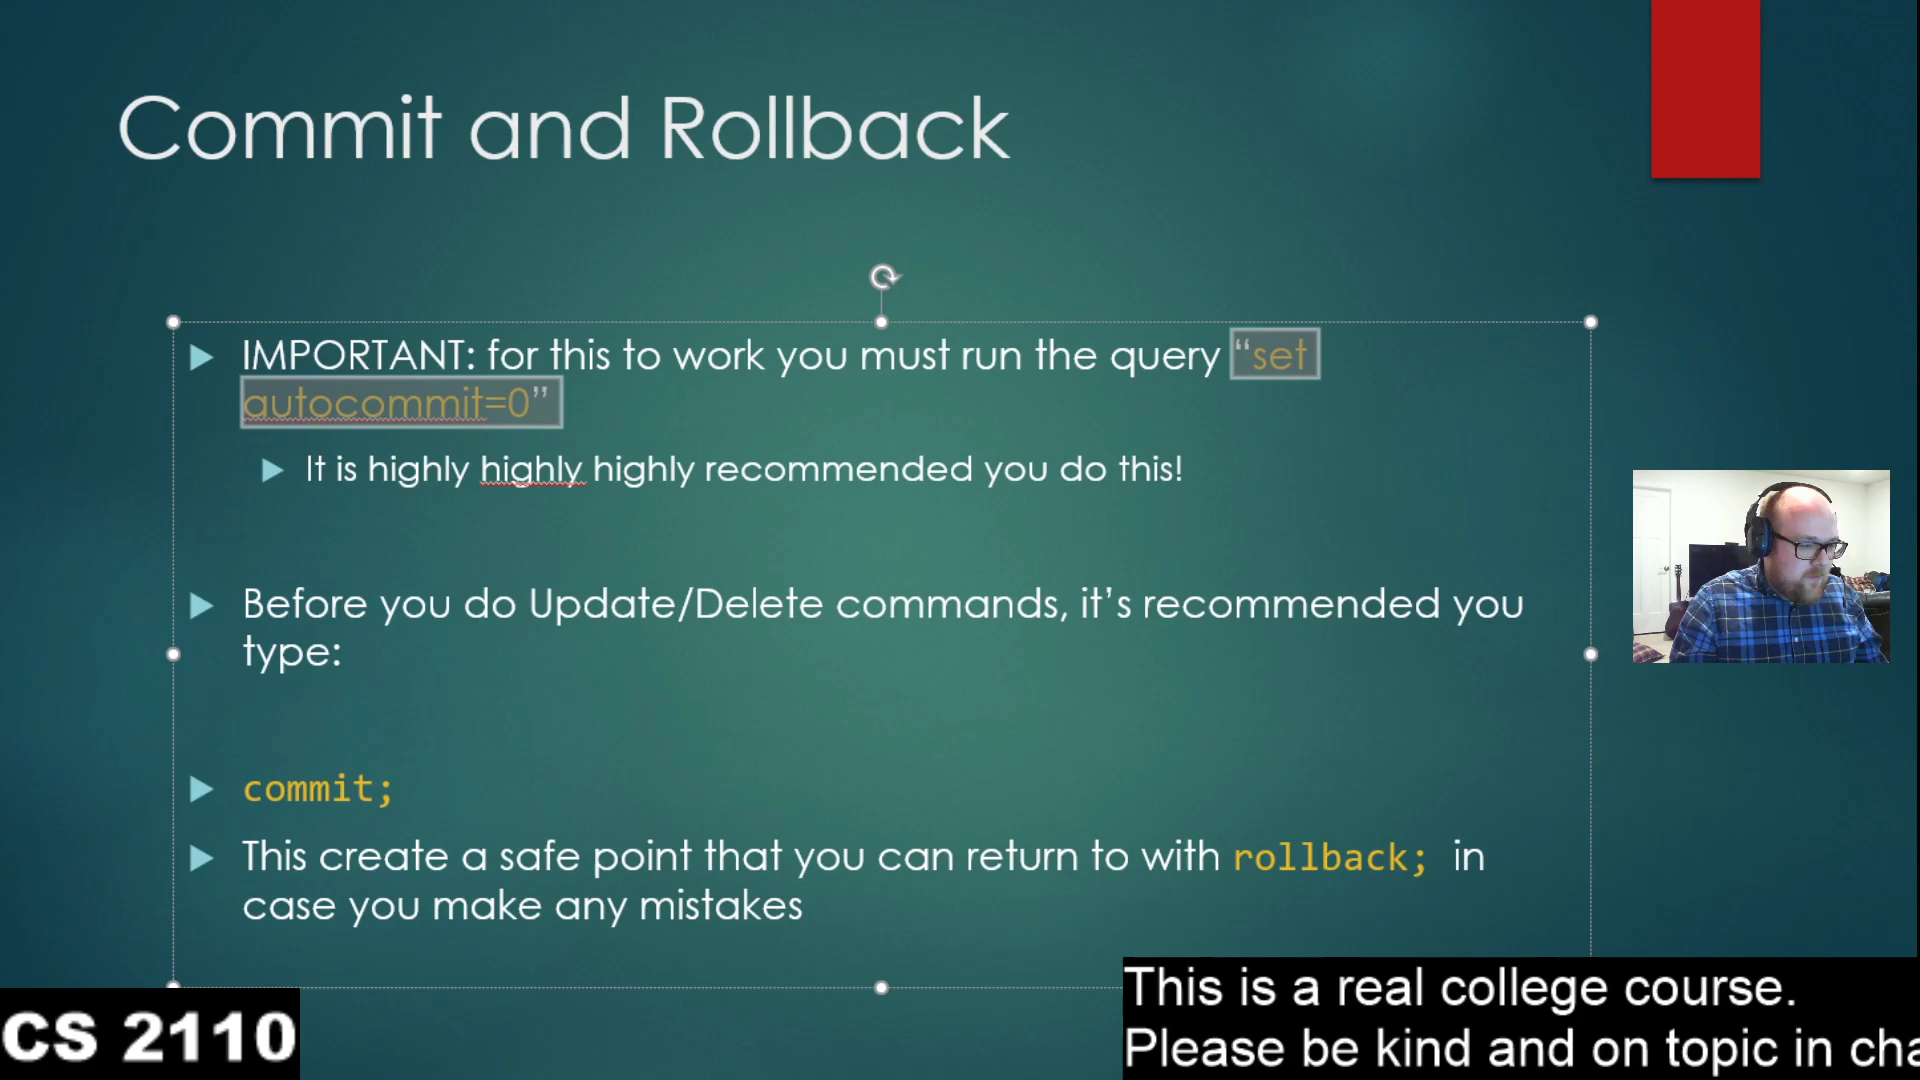 Commit and Rollback
IMPORTANT: for this to work you must run the query “set
autocommit=0”
It is highly highly highly recommended you do this!
Before you do Update/Delete commands, it’s recommended you
type:
commit;
This create a safe point that you can return to with rollback; in
case you make any mistakes
CS 2110
This is a real college course.
Please be kind and on topic in cha